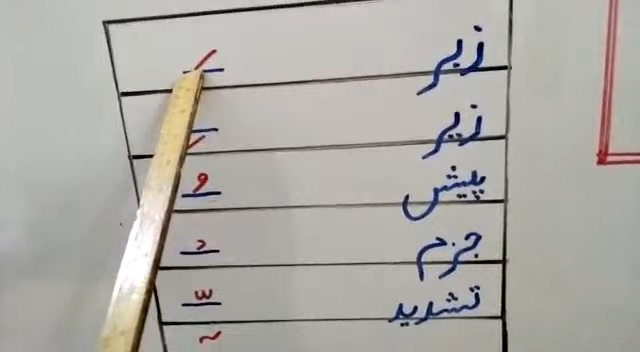 زبر َ
زیر ِ
پیش ُ
جزم ْ
تشدید ّ
~